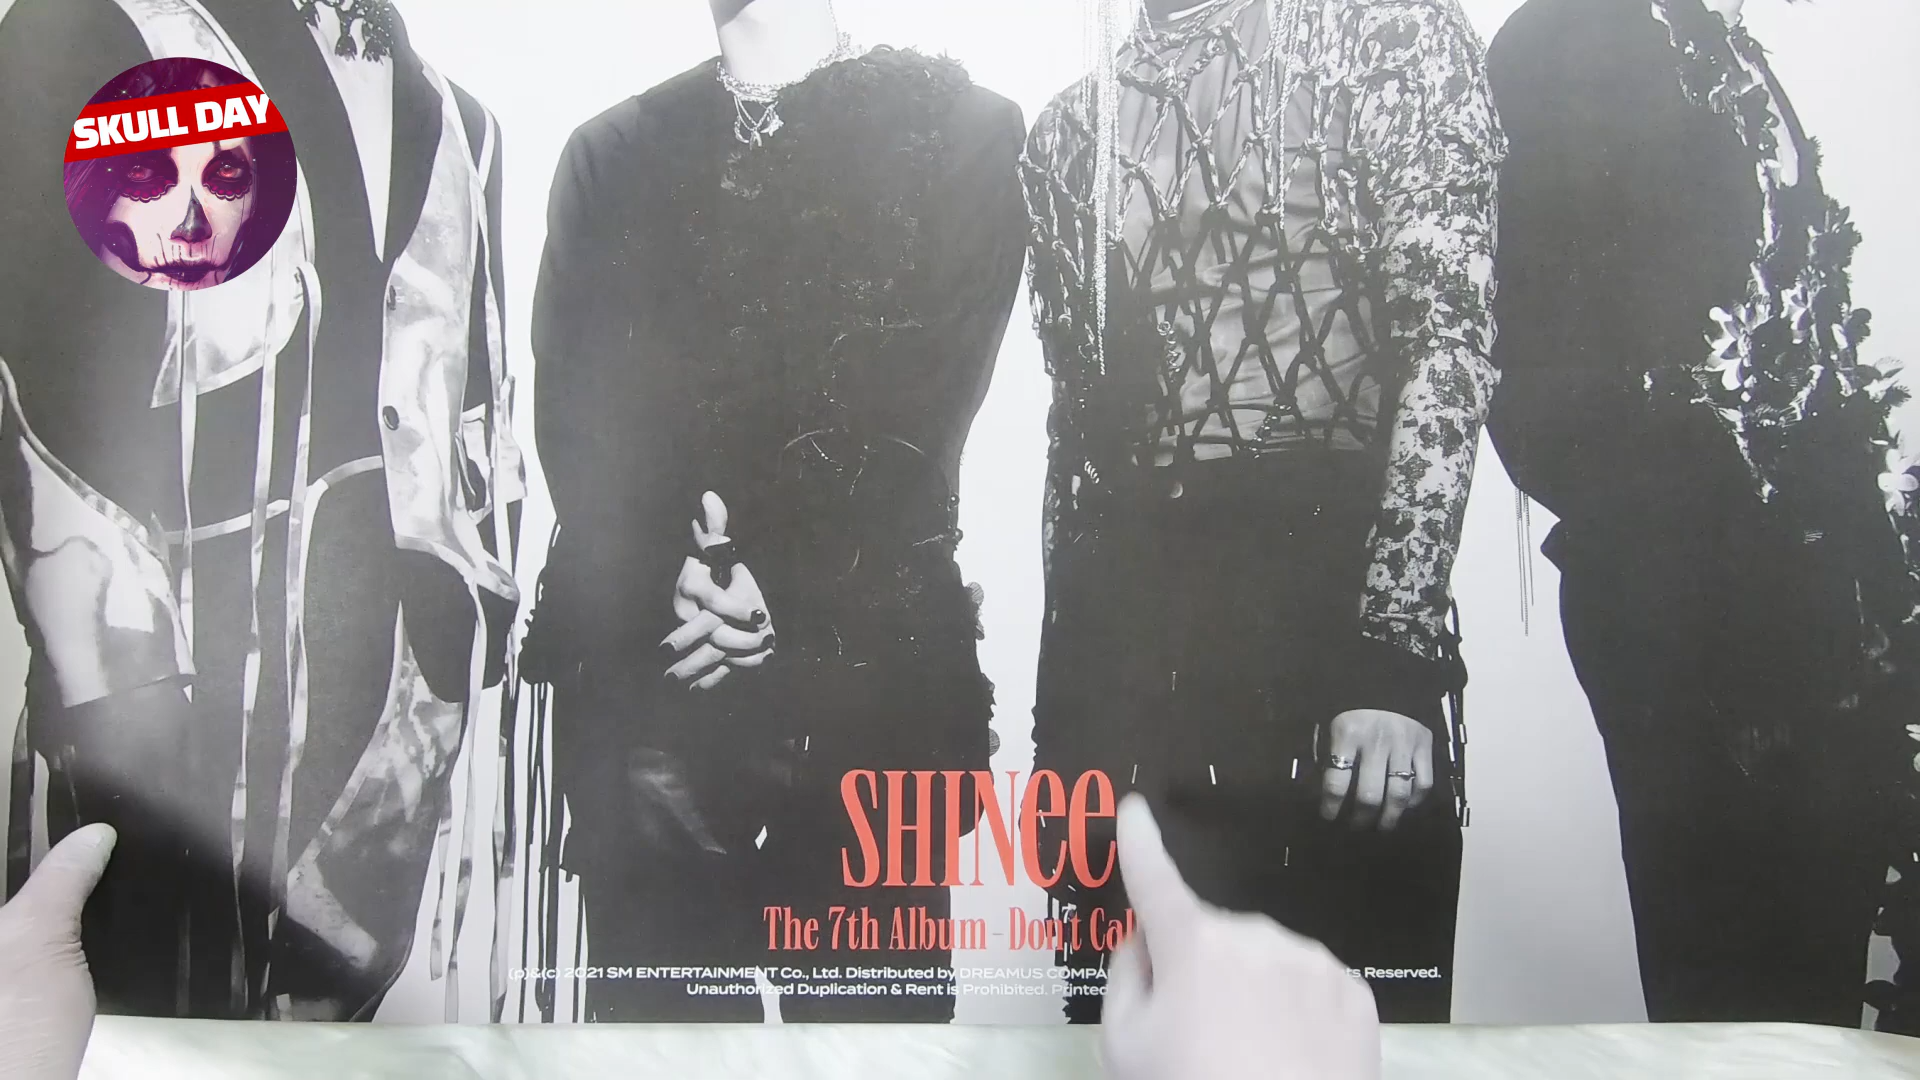 SKULL DAY
SHINee
The 7th Album - Don't Cal
(p)&(c) 2021 SM ENTERTAINMENT Co., Ltd. Distributed by DREAMUS COMPA ts Reserved.
Unauthorized Duplication & Rent is Prohibited. Printed